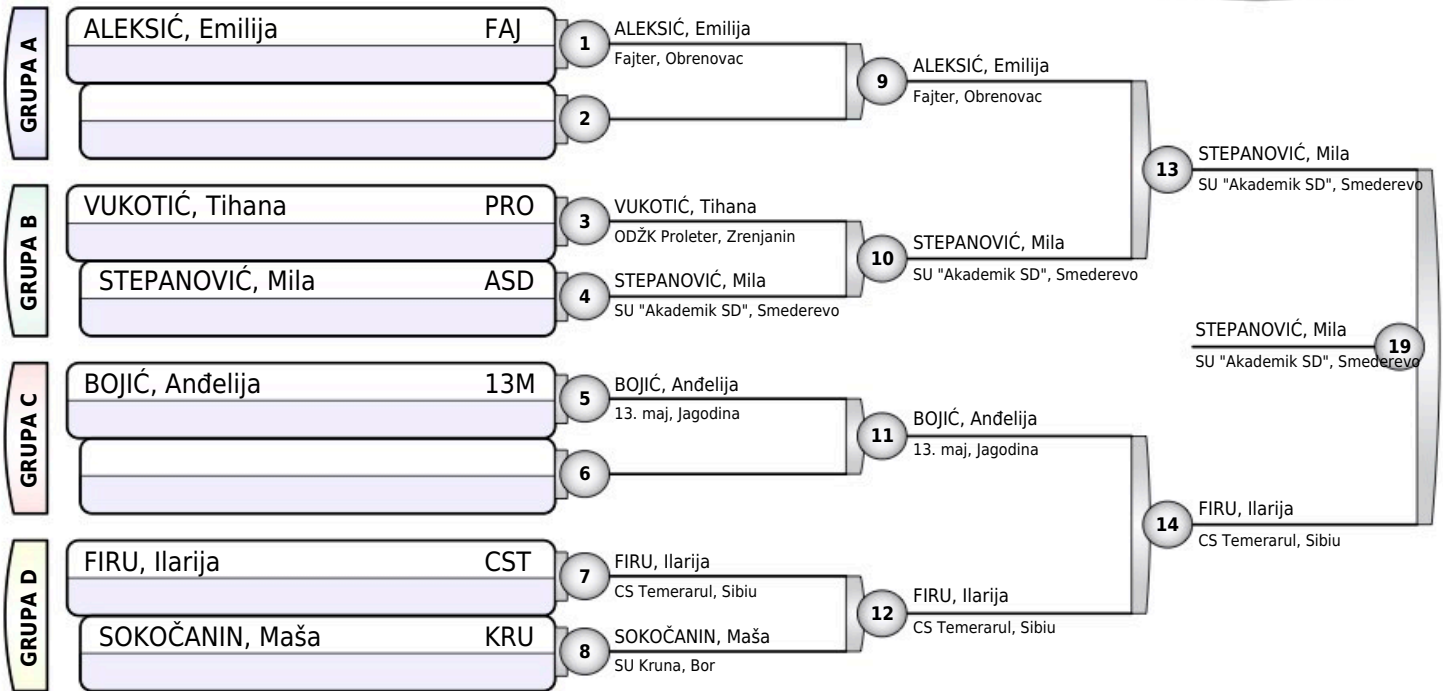 GRUPA A
ALEKSIĆ, Emilija FAJ
1
ALEKSIĆ, Emilija
Fajter, Obrenovac
2
9
ALEKSIĆ, Emilija
Fajter, Obrenovac
GRUPA B
VUKOTIĆ, Tihana PRO
3
VUKOTIĆ, Tihana
ODŽK Proleter, Zrenjanin
STEPANOVIĆ, Mila ASD
4
STEPANOVIĆ, Mila
SU "Akademik SD", Smederevo
10
STEPANOVIĆ, Mila
SU "Akademik SD", Smederevo
13
STEPANOVIĆ, Mila
SU "Akademik SD", Smederevo
GRUPA C
BOJIĆ, Anđelija 13M
5
BOJIĆ, Anđelija
13. maj, Jagodina
6
11
BOJIĆ, Anđelija
13. maj, Jagodina
GRUPA D
FIRU, Ilarija CST
7
FIRU, Ilarija
CS Temerarul, Sibiu
SOKOČANIN, Maša KRU
8
SOKOČANIN, Maša
SU Kruna, Bor
12
FIRU, Ilarija
CS Temerarul, Sibiu
14
FIRU, Ilarija
CS Temerarul, Sibiu
STEPANOVIĆ, Mila
SU "Akademik SD", Smederevo
19